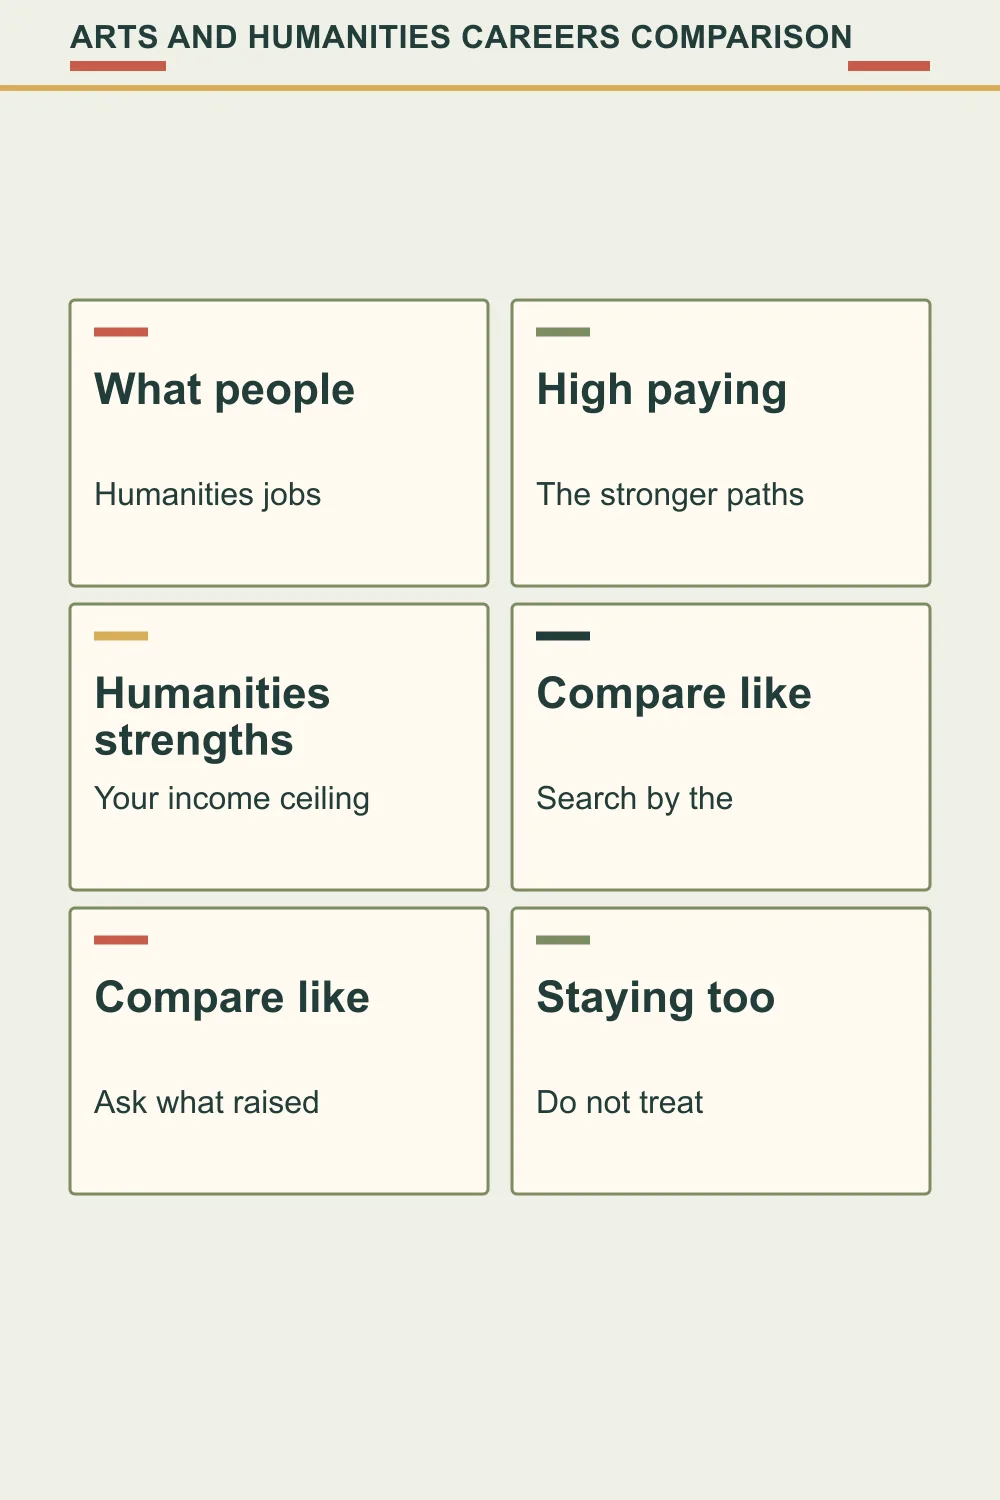 ARTS AND HUMANITIES CAREERS COMPARISON
What people
Humanities jobs
High paying
The stronger paths
Humanities
strengths
Your income ceiling
Compare like
Search by the
Compare like
Ask what raised
Staying too
Do not treat